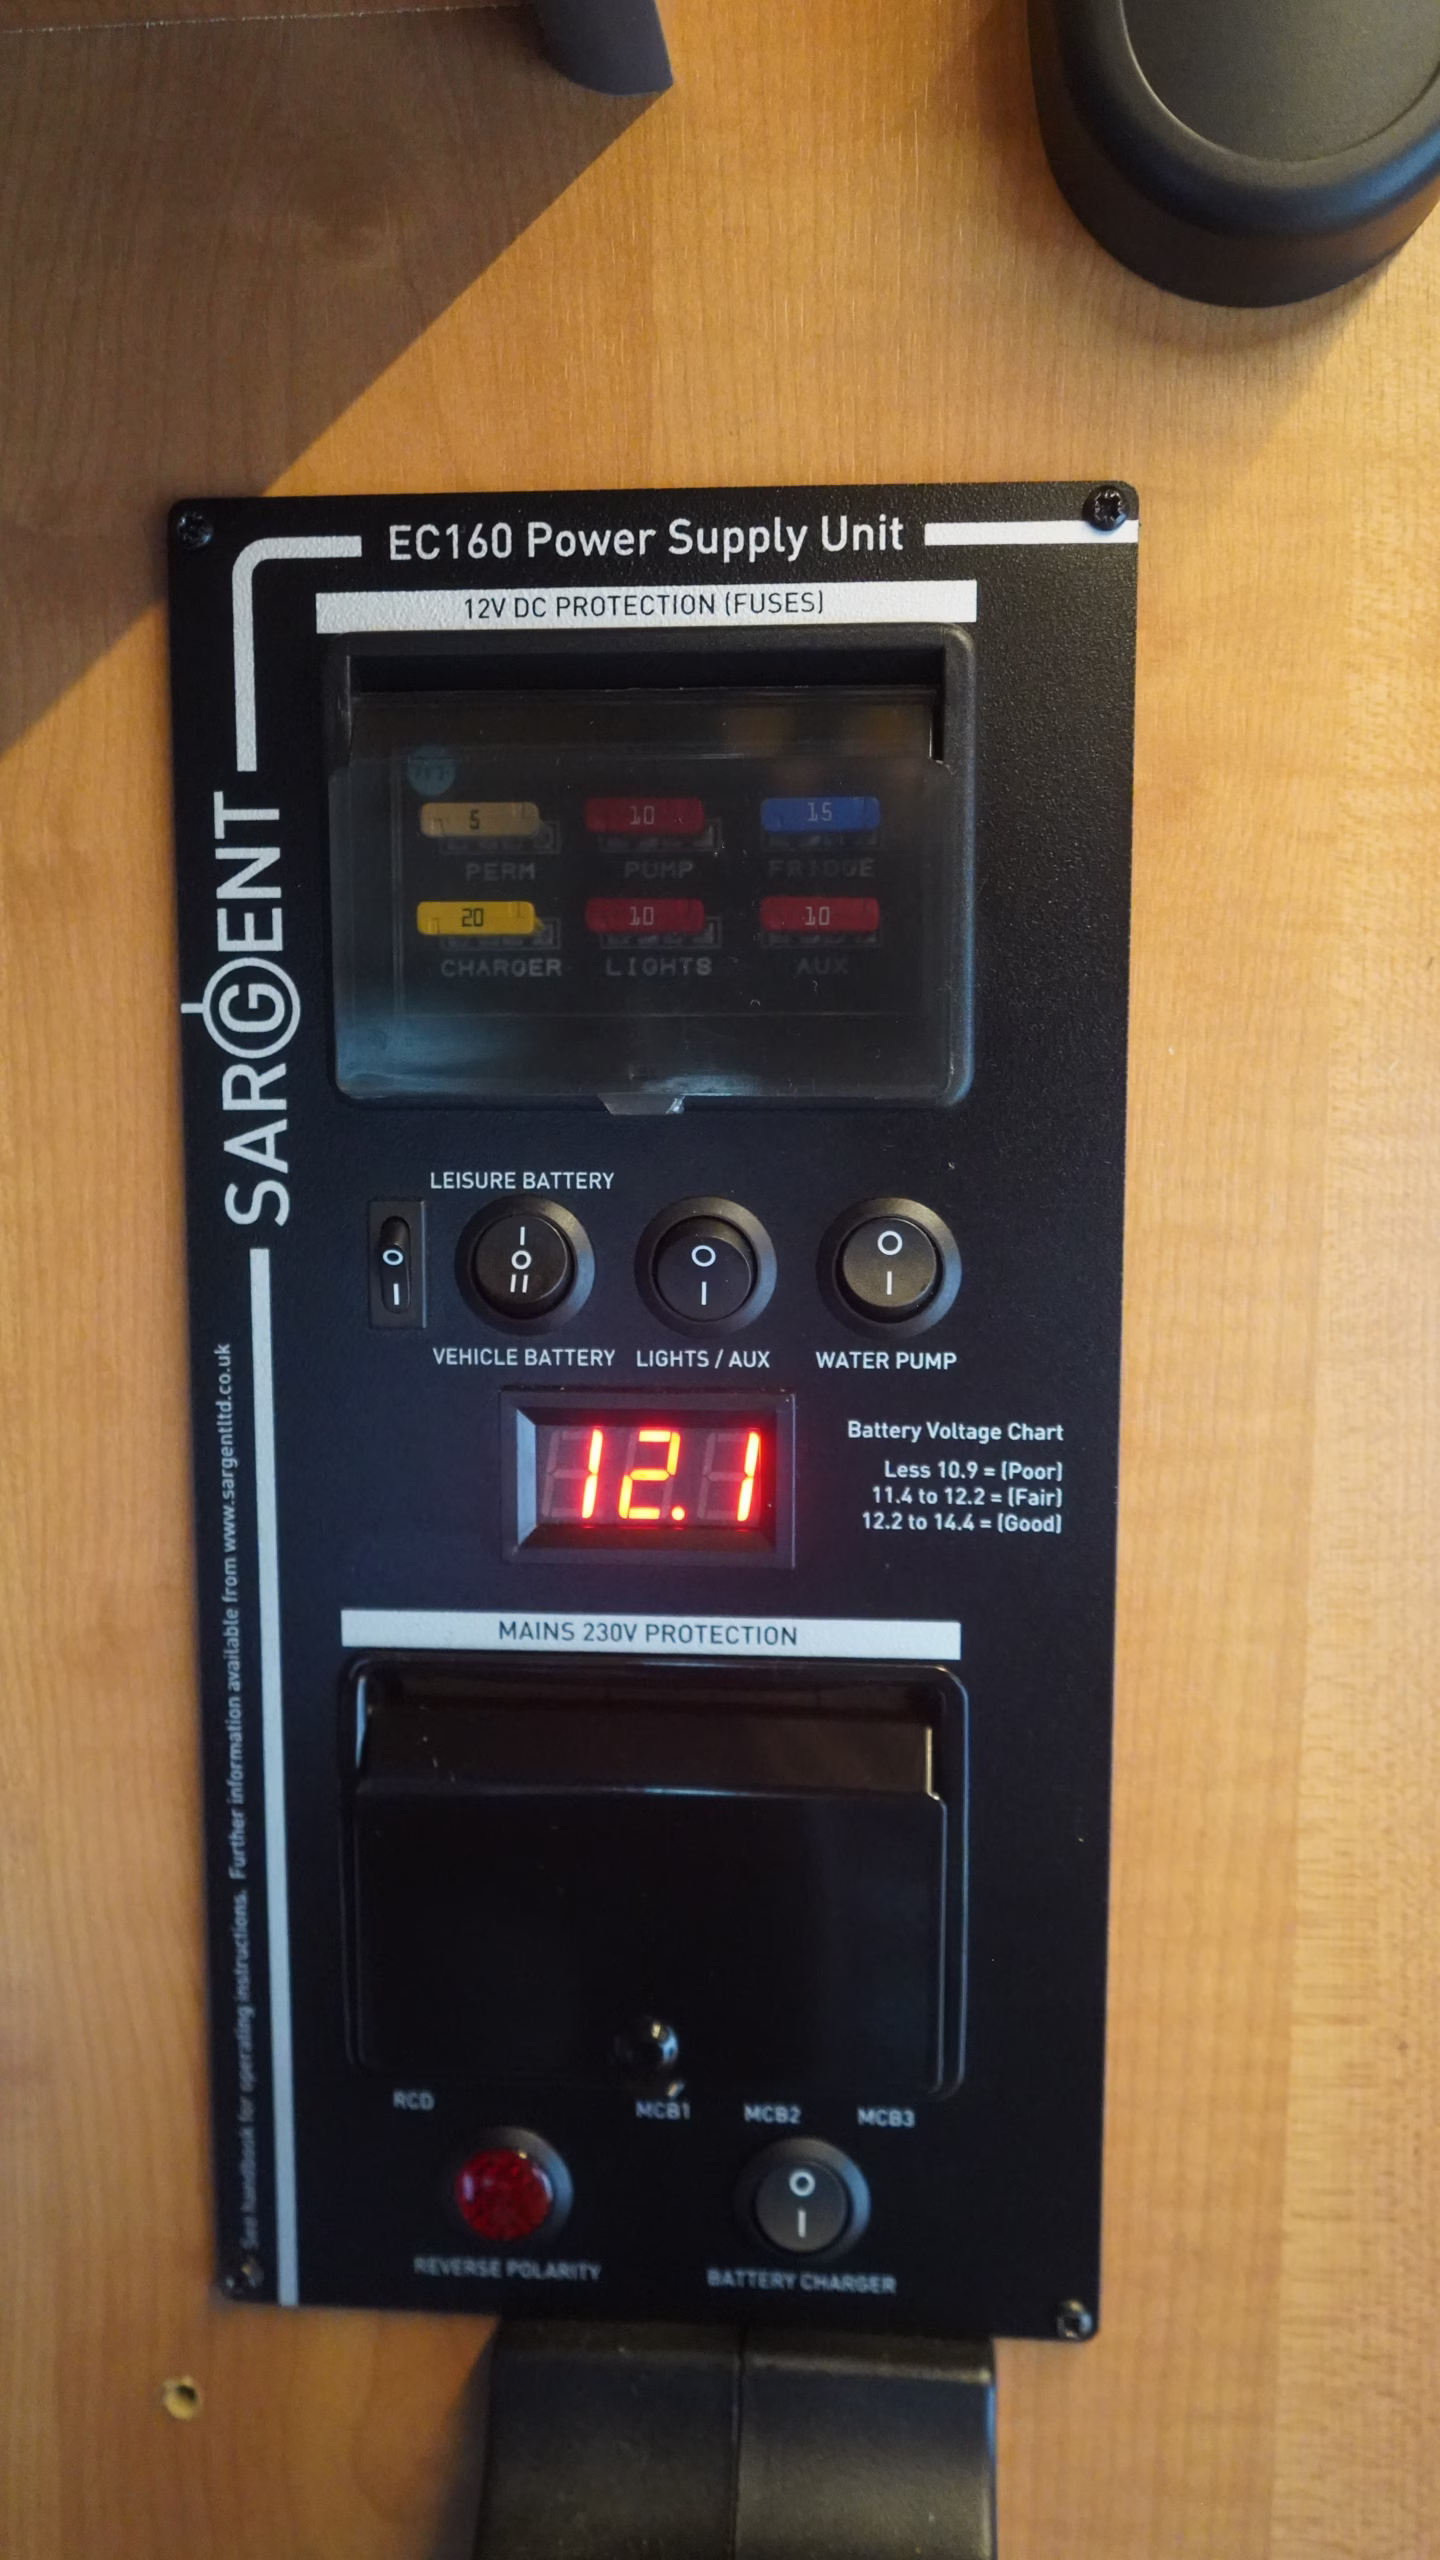 EC160 Power Supply Unit
12V DC PROTECTION (FUSES)
5 10 15
PERM PUMP FRIDGE
20 10 10
CHARGER LIGHTS AUX
SARGENT
LEISURE BATTERY
O I
I O II
O I
O I
VEHICLE BATTERY LIGHTS / AUX WATER PUMP
12.1
Battery Voltage Chart
Less 10.9 = (Poor)
11.4 to 12.2 = (Fair)
12.2 to 14.4 = (Good)
MAINS 230V PROTECTION
RCD MCB1 MCB2 MCB3
O I
REVERSE POLARITY BATTERY CHARGER
See handbook for operating instructions. Further information available from www.sargentltd.co.uk